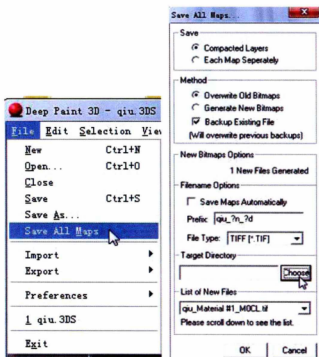 Deep Paint 3D - qiu.3DS
File Edit Selection View
New Ctrl+N
Open... Ctrl+O
Close
Save Ctrl+S
Save As...
Save All Maps
Import
Export
Preferences
1 qiu.3DS
Exit
Save All Maps...
Save
Compacted Layers
Each Map Seperately
Method
Overwrite Old Bitmaps
Generate New Bitmaps
Backup Existing File
(Will overwrite previous backups)
New Bitmaps Options
1 New Files Generated
Filename Options
Save Maps Automatically
Prefix: qiu_?n_?d
File Type: TIFF (*.TIF)
Target Directory
Choose
List of New Files
qiu_Material #1_M0CL.tif
Please scroll down to see the list.
OK Cancel